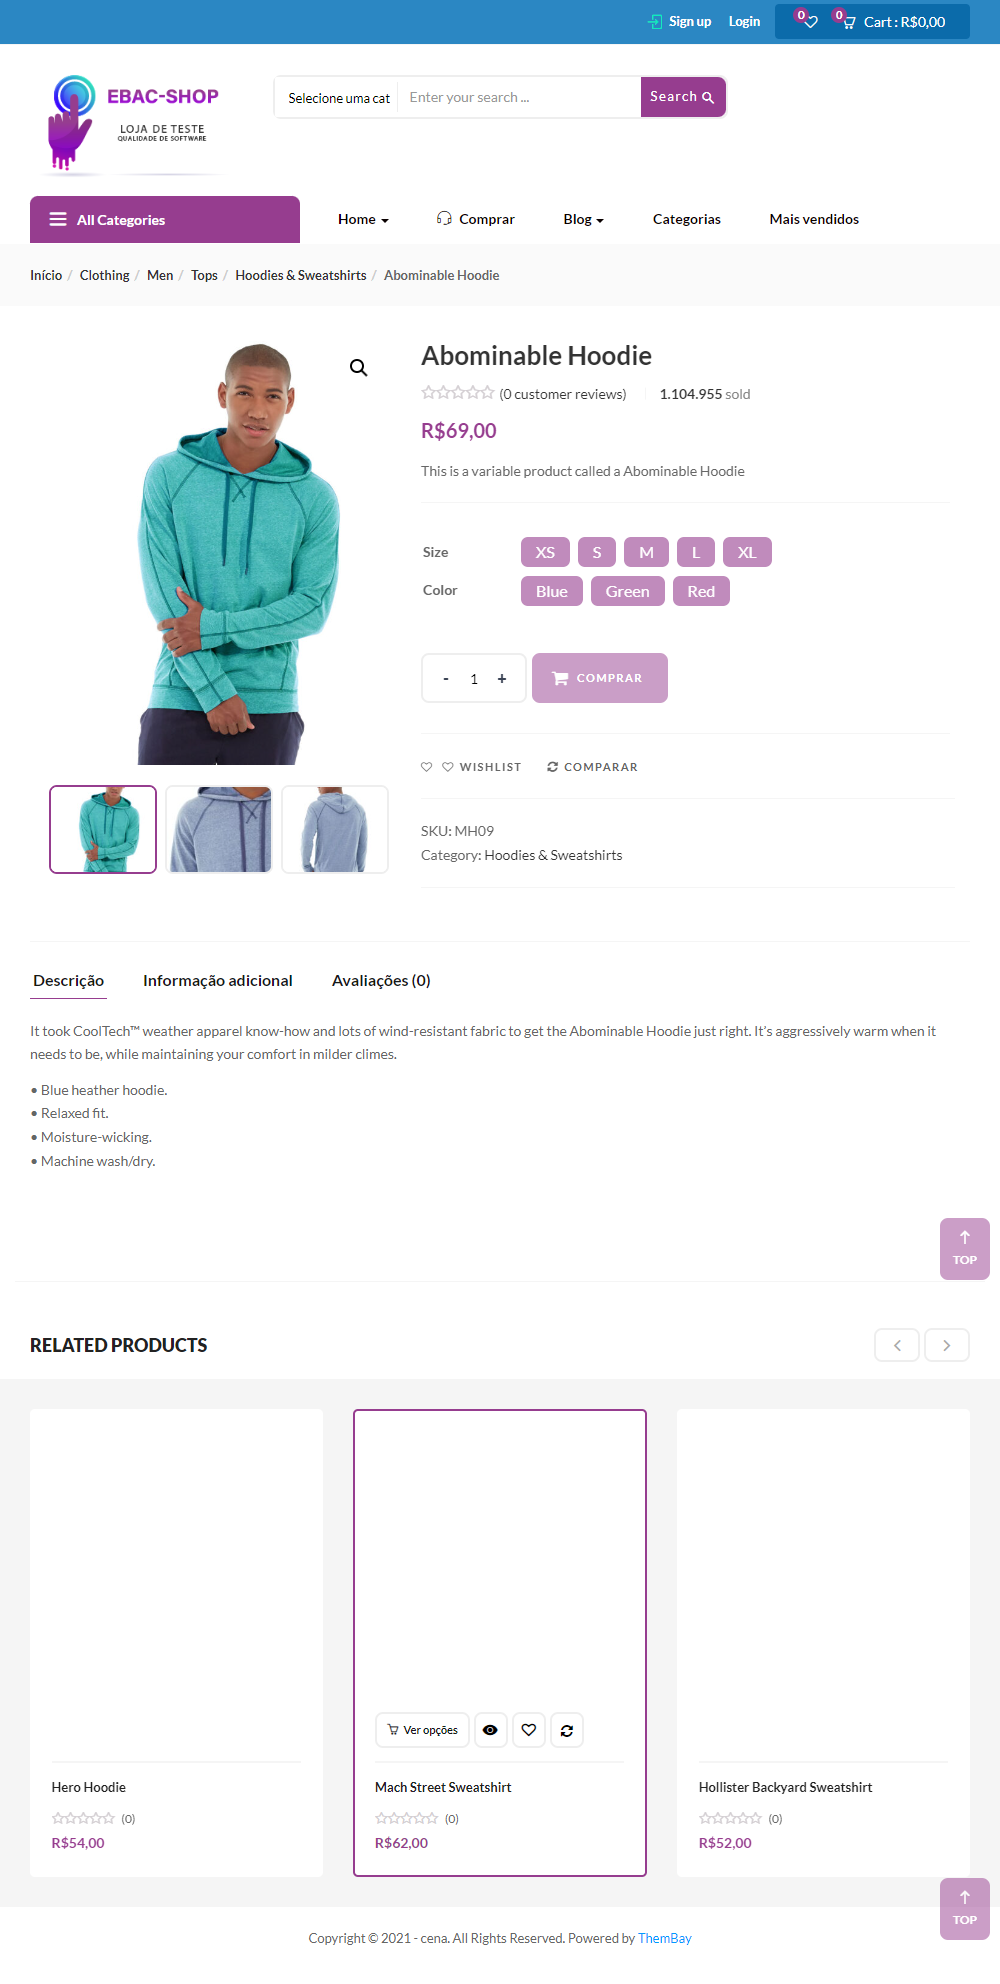 Sign up Login 0 0 Cart : R$0,00
EBAC-SHOP
LOJA DE TESTE
QUALIDADE DE SOFTWARE
Selecione uma cat Enter your search ... Search
All Categories Home Comprar Blog Categorias Mais vendidos
Início / Clothing / Men / Tops / Hoodies & Sweatshirts / Abominable Hoodie
Abominable Hoodie
(0 customer reviews) 1.104.955 sold
R$69,00
This is a variable product called a Abominable Hoodie
Size XS S M L XL
Color Blue Green Red
- 1 + COMPRAR
WISHLIST COMPARAR
SKU: MH09
Category: Hoodies & Sweatshirts
Descrição Informação adicional Avaliações (0)
It took CoolTech™ weather apparel know-how and lots of wind-resistant fabric to get the Abominable Hoodie just right. It’s aggressively warm when it
needs to be, while maintaining your comfort in milder climes.
• Blue heather hoodie.
• Relaxed fit.
• Moisture-wicking.
• Machine wash/dry.
TOP
RELATED PRODUCTS
Ver opções
Hero Hoodie Mach Street Sweatshirt Hollister Backyard Sweatshirt
(0) (0) (0)
R$54,00 R$62,00 R$52,00
TOP
Copyright © 2021 - cena. All Rights Reserved. Powered by ThemBay